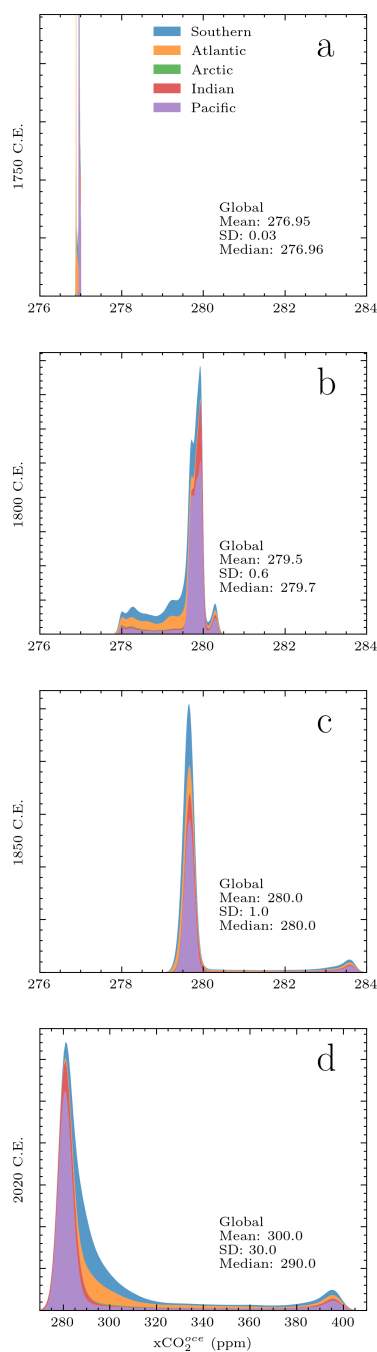 a
Southern
Atlantic
Arctic
Indian
Pacific
1750 C.E.
Global
Mean: 276.95
SD: 0.03
Median: 276.96
276 278 280 282 284
b
1800 C.E.
Global
Mean: 279.5
SD: 0.6
Median: 279.7
276 278 280 282 284
c
1850 C.E.
Global
Mean: 280.0
SD: 1.0
Median: 280.0
276 278 280 282 284
d
2020 C.E.
Global
Mean: 300.0
SD: 30.0
Median: 290.0
280 300 320 340 360 380 400
xCO₂ᵒᶜᵉ (ppm)